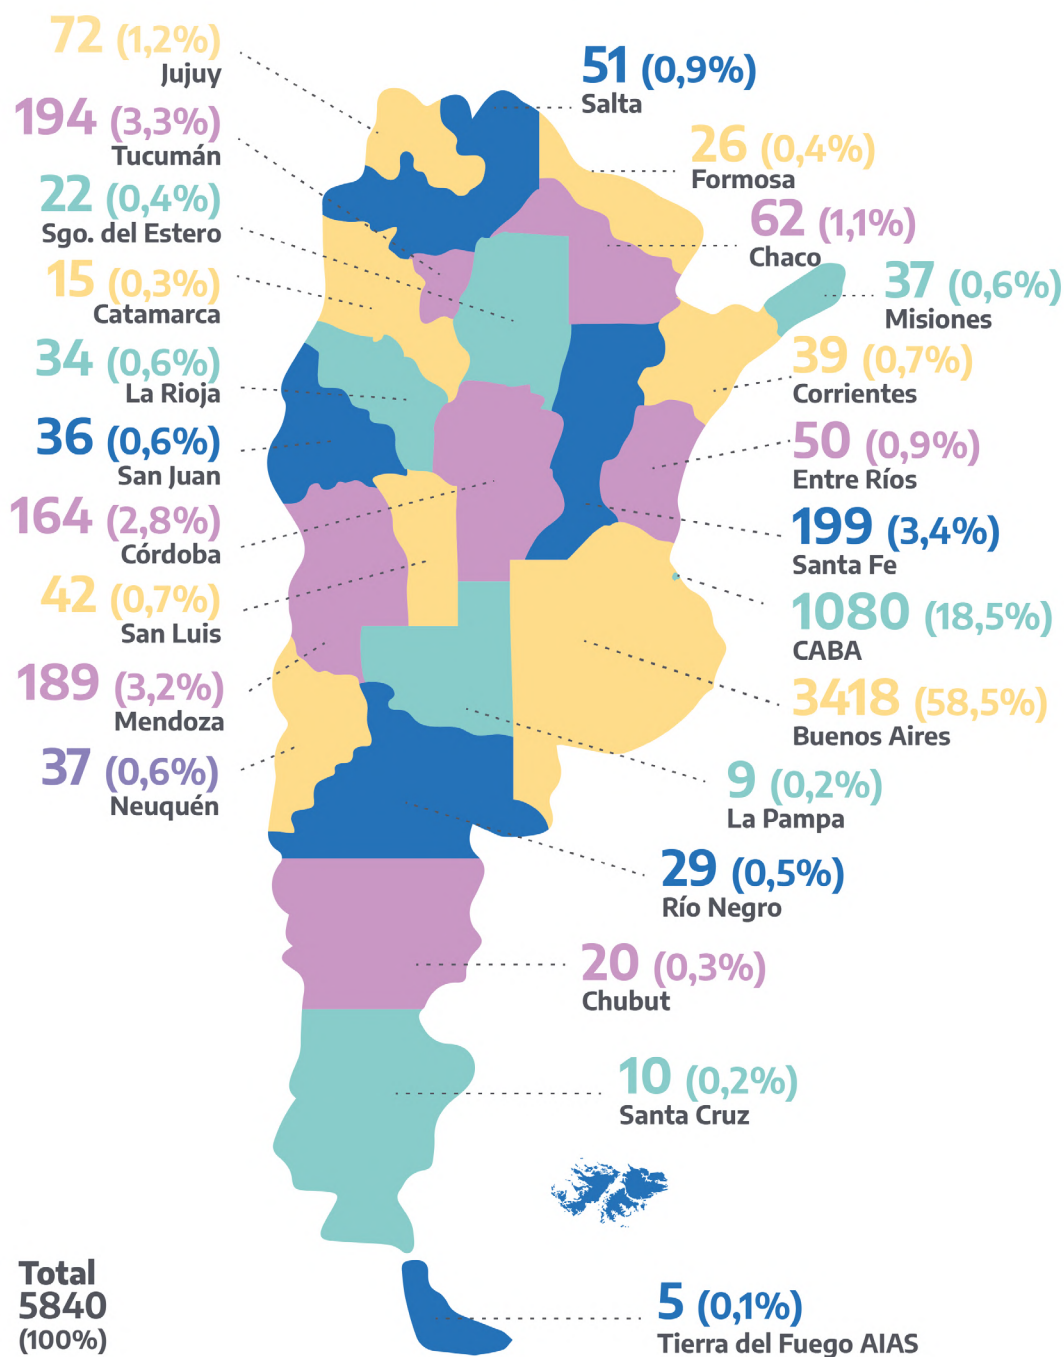 72 (1,2%)
Jujuy
194 (3,3%)
Tucumán
22 (0,4%)
Sgo. del Estero
15 (0,3%)
Catamarca
34 (0,6%)
La Rioja
36 (0,6%)
San Juan
164 (2,8%)
Córdoba
42 (0,7%)
San Luis
189 (3,2%)
Mendoza
37 (0,6%)
Neuquén
51 (0,9%)
Salta
26 (0,4%)
Formosa
62 (1,1%)
Chaco
37 (0,6%)
Misiones
39 (0,7%)
Corrientes
50 (0,9%)
Entre Ríos
199 (3,4%)
Santa Fe
1080 (18,5%)
CABA
3418 (58,5%)
Buenos Aires
9 (0,2%)
La Pampa
29 (0,5%)
Río Negro
20 (0,3%)
Chubut
10 (0,2%)
Santa Cruz
5 (0,1%)
Tierra del Fuego AIAS
Total
5840
(100%)